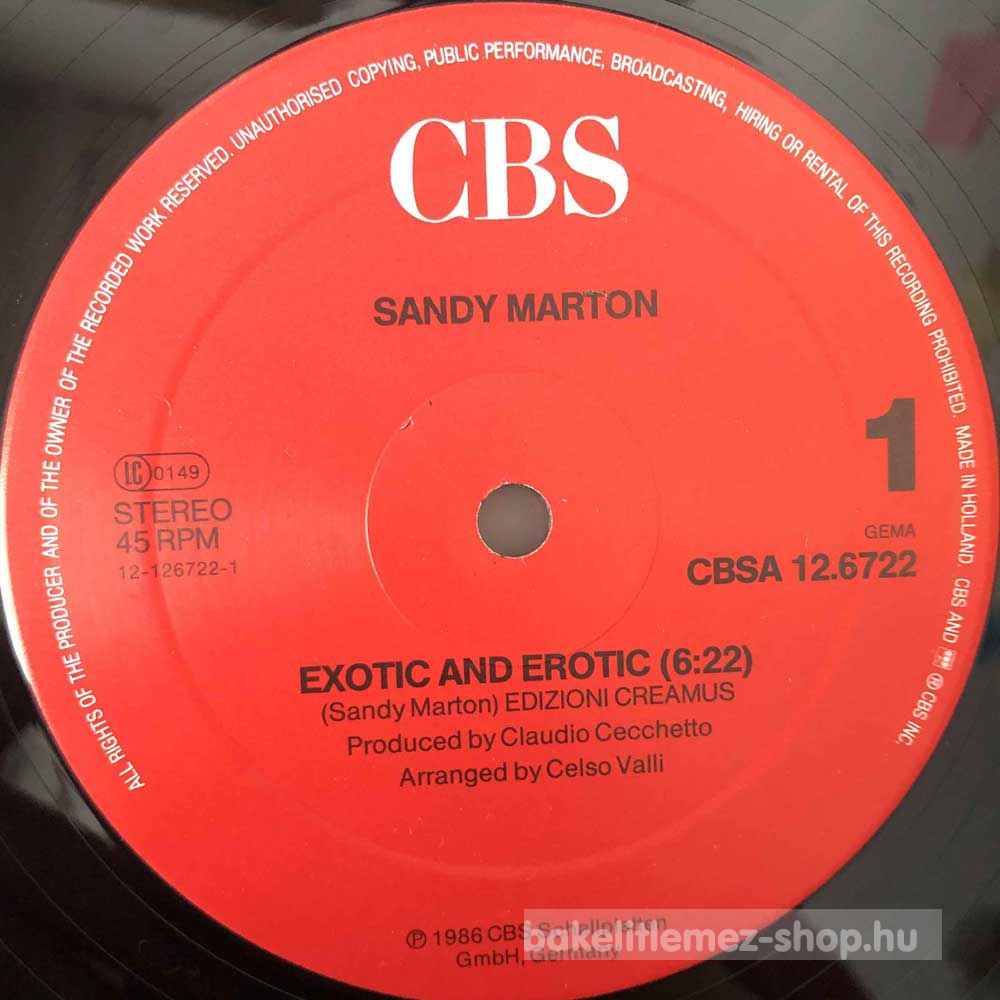 ALL RIGHTS OF THE PRODUCER AND OF THE OWNER OF THE RECORDED WORK RESERVED. UNAUTHORISED COPYING, PUBLIC PERFORMANCE, BROADCASTING, HIRING OR RENTAL OF THIS RECORDING PROHIBITED. MADE IN HOLLAND. CBS AND ℗ CBS INC.
CBS
SANDY MARTON
1
LC 0149
STEREO
45 RPM
12-126722-1
GEMA
CBSA 12.6722
EXOTIC AND EROTIC (6:22)
(Sandy Marton) EDIZIONI CREAMUS
Produced by Claudio Cecchetto
Arranged by Celso Valli
℗ 1986 CBS Schallplatten
GmbH, Germany
bakelitlemez-shop.hu